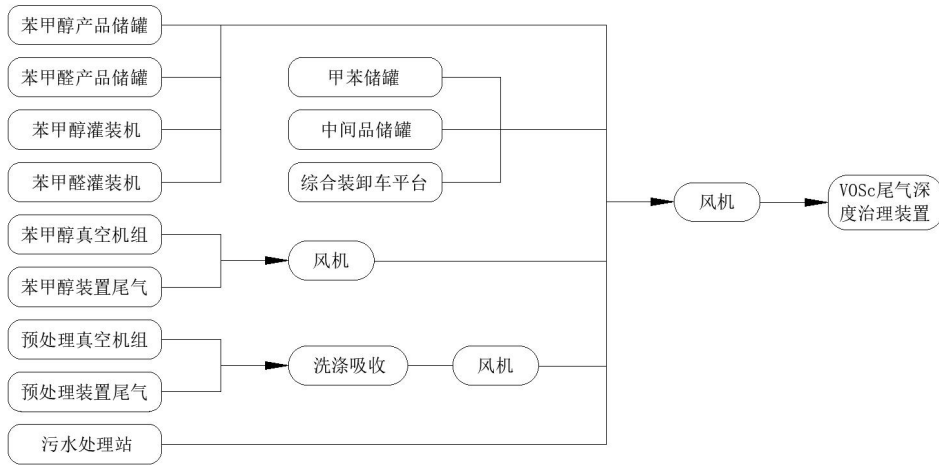 苯甲醇产品储罐
苯甲醛产品储罐
苯甲醇灌装机
苯甲醛灌装机
苯甲醇真空机组
苯甲醇装置尾气
预处理真空机组
预处理装置尾气
污水处理站
甲苯储罐
中间品储罐
综合装卸车平台
风机
洗涤吸收
风机
风机
VOSc尾气深
度治理装置